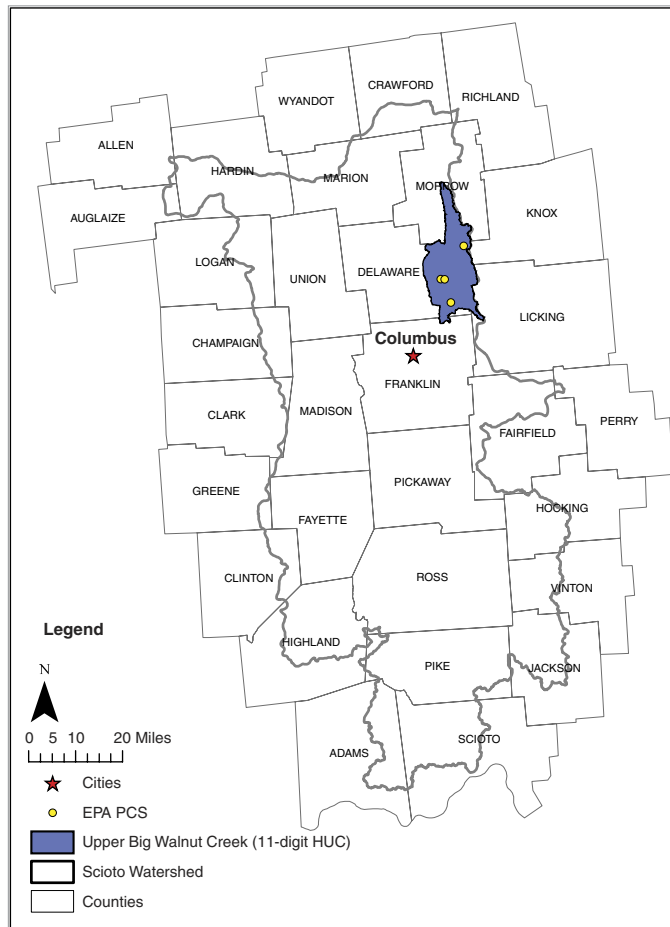 CRAWFORD
WYANDOT
RICHLAND
ALLEN
HARDIN
MARION
MORROW
AUGLAIZE
KNOX
LOGAN
UNION
DELAWARE
LICKING
CHAMPAIGN
Columbus
FRANKLIN
CLARK
MADISON
FAIRFIELD
PERRY
GREENE
PICKAWAY
FAYETTE
HOCKING
CLINTON
ROSS
VINTON
HIGHLAND
PIKE
JACKSON
ADAMS
SCIOTO
Legend
N
0 5 10 20 Miles
Cities
EPA PCS
Upper Big Walnut Creek (11-digit HUC)
Scioto Watershed
Counties